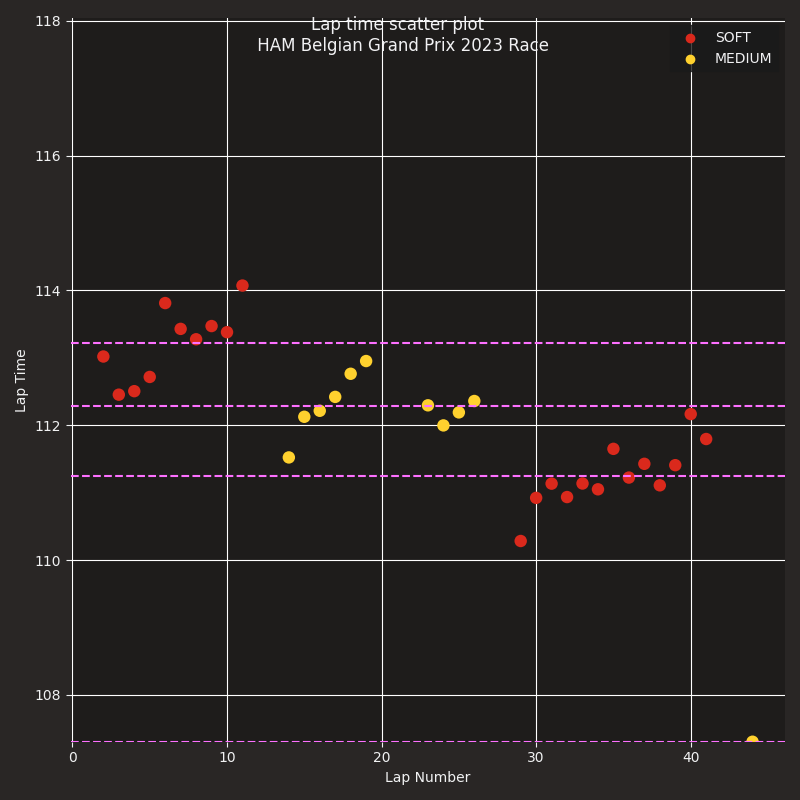 Lap time scatter plot
HAM Belgian Grand Prix 2023 Race
SOFT
MEDIUM
118
116
114
112
110
108
Lap Time
0 10 20 30 40
Lap Number